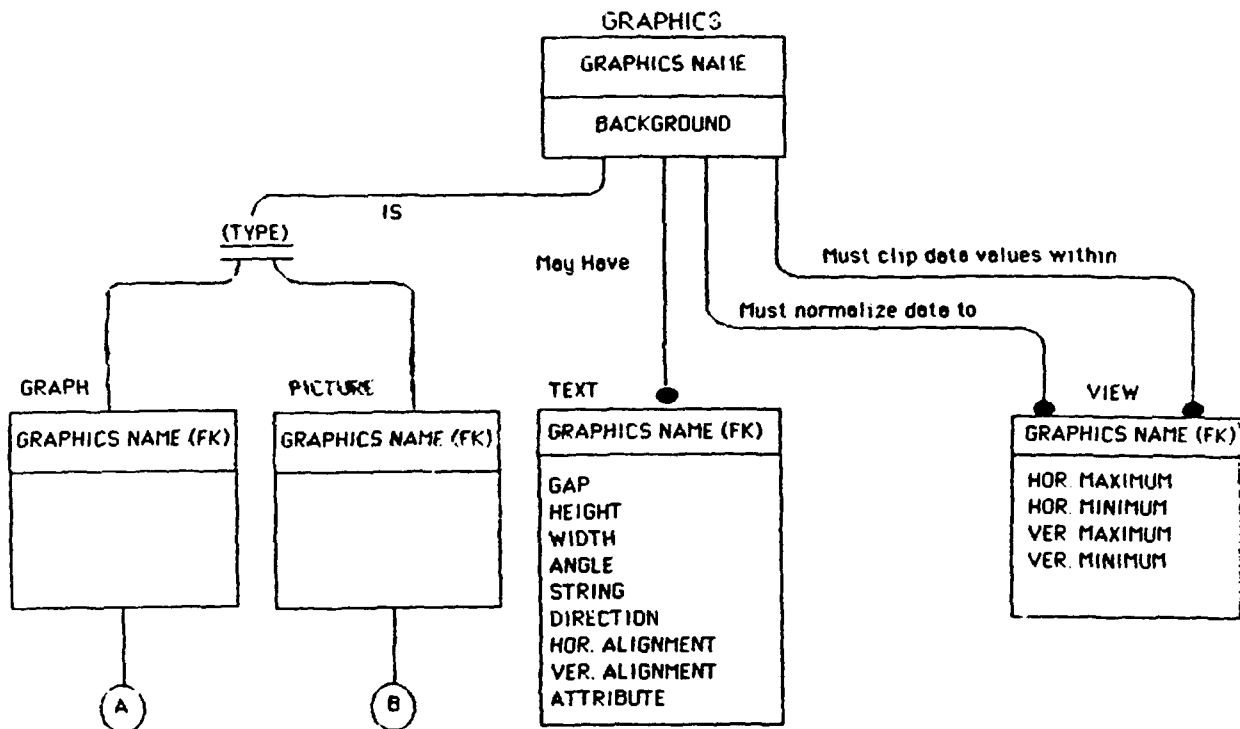 GRAPHICS
GRAPHICS NAME
BACKGROUND
IS
(TYPE)
May Have
Must clip data values within
Must normalize data to
GRAPH
GRAPHICS NAME (FK)
A
PICTURE
GRAPHICS NAME (FK)
B
TEXT
GRAPHICS NAME (FK)
GAP
HEIGHT
WIDTH
ANGLE
STRING
DIRECTION
HOR. ALIGNMENT
VER. ALIGNMENT
ATTRIBUTE
VIEW
GRAPHICS NAME (FK)
HOR. MAXIMUM
HOR. MINIMUM
VER MAXIMUM
VER. MINIMUM